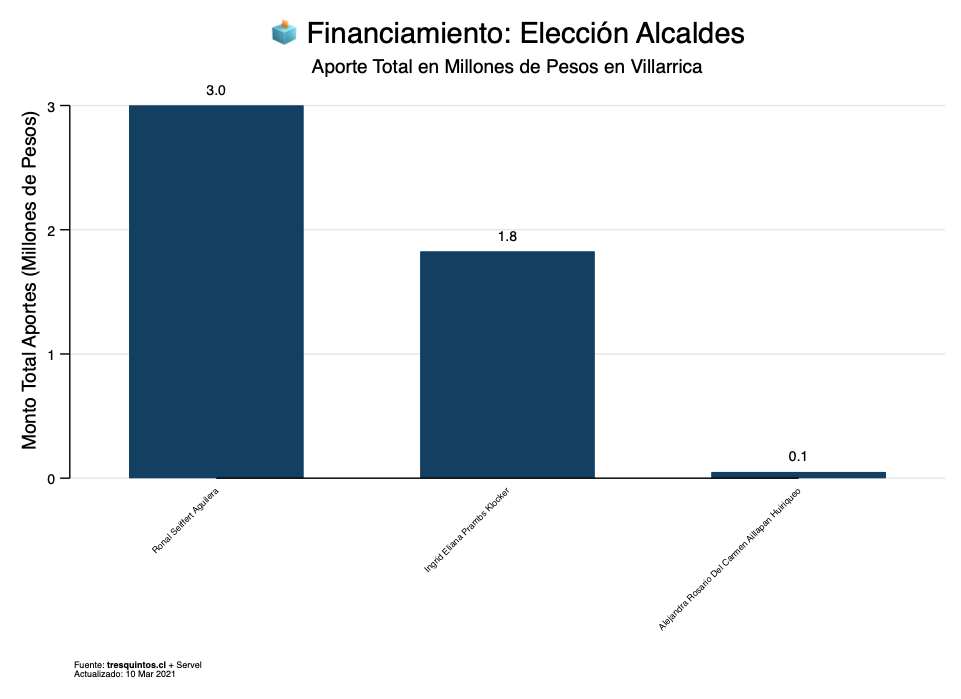 🗳️ Financiamiento: Elección Alcaldes
Aporte Total en Millones de Pesos en Villarrica
Monto Total Aportes (Millones de Pesos)
3
2
1
0
3.0
1.8
0.1
Ronal Seiffert Aguilera
Ingrid Eliana Prambs Klocker
Alejandra Rosario Del Carmen Aillapan Huiriqueo
Fuente: tresquintos.cl + Servel
Actualizado: 10 Mar 2021